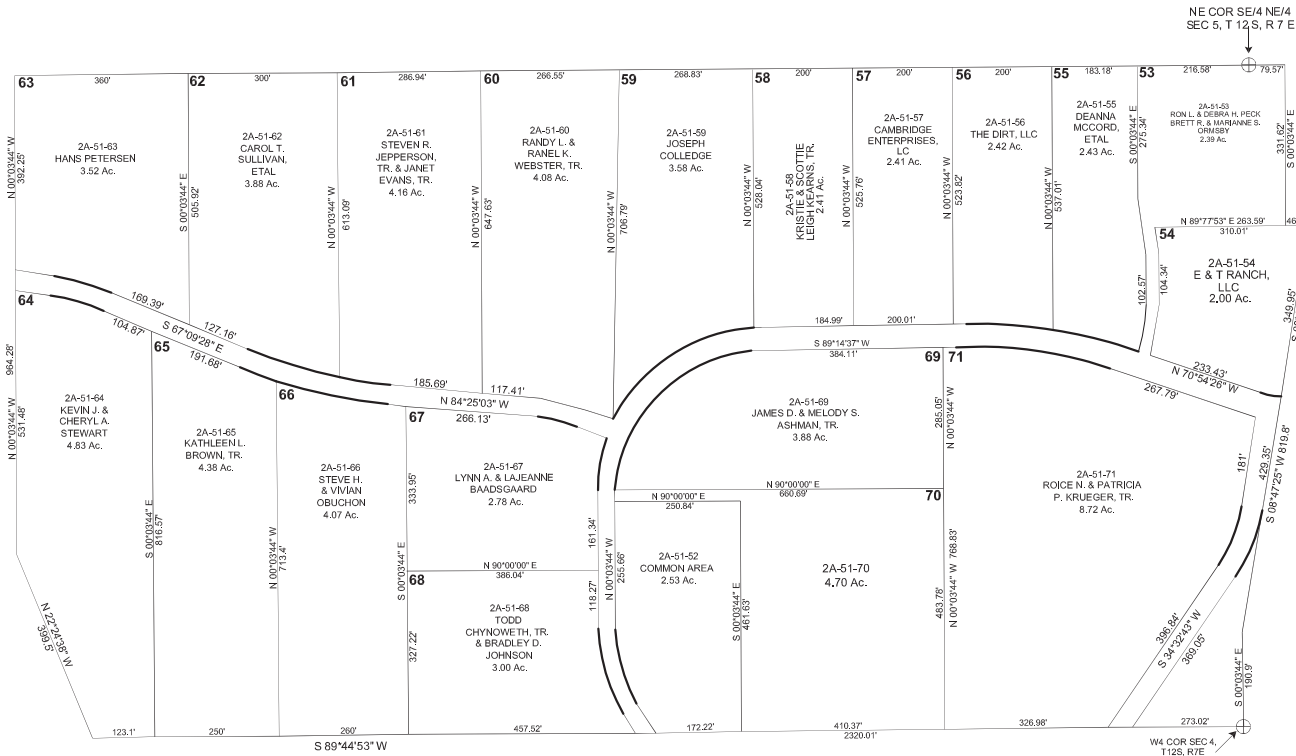 NE COR SE/4 NE/4
SEC 5, T 12 S, R 7 E
63
360'
62
300'
61
286.94'
60
266.55'
59
268.83'
58
200'
57
200'
56
200'
55
183.18'
53
216.58'
79.57'
N 00°03'44" W
392.25'
2A-51-63
HANS PETERSEN
3.52 Ac.
S 00°03'44" E
505.92'
2A-51-62
CAROL T.
SULLIVAN,
ETAL
3.88 Ac.
N 00°03'44" W
613.09'
2A-51-61
STEVEN R.
JEPPERSON,
TR. & JANET
EVANS, TR.
4.16 Ac.
N 00°03'44" W
647.63'
2A-51-60
RANDY L. &
RANEL K.
WEBSTER, TR.
4.08 Ac.
N 00°03'44" W
706.79'
2A-51-59
JOSEPH
COLLEDGE
3.58 Ac.
N 00°03'44" W
528.04'
2A-51-58
KRISTIE & SCOTTIE
LEIGH KEARNS, TR.
2.41 Ac.
N 00°03'44" W
525.76'
2A-51-57
CAMBRIDGE
ENTERPRISES,
LC
2.41 Ac.
N 00°03'44" W
523.82'
2A-51-56
THE DIRT, LLC
2.42 Ac.
N 00°03'44" W
537.01'
2A-51-55
DEANNA
MCCORD,
ETAL
2.43 Ac.
S 00°03'44" E
275.34'
2A-51-53
RON L. & DEBRA H. PECK
BRETT R. & MARIANNE S.
ORMSBY
2.39 Ac.
331.62'
S 00°03'44" E
N 89°77'53" E 263.59'
46
310.01'
54
2A-51-54
E & T RANCH,
LLC
2.00 Ac.
102.57'
104.34'
349.95'
S 00°
233.43'
N 70°54'26" W
267.79'
64
169.39'
127.16'
S 67°09'28" E
104.87'
191.68'
65
66
185.69'
117.41'
N 84°25'03" W
266.13'
67
184.99'
200.01'
S 89°14'37" W
384.11'
69
71
964.28'
N 00°03'44" W
531.48'
2A-51-64
KEVIN J. &
CHERYL A.
STEWART
4.83 Ac.
S 00°03'44" E
816.57'
2A-51-65
KATHLEEN L.
BROWN, TR.
4.38 Ac.
N 00°03'44" W
713.4'
2A-51-66
STEVE H.
& VIVIAN
OBUCHON
4.07 Ac.
333.95'
2A-51-67
LYNN A. & LAJEANNE
BAADSGAARD
2.78 Ac.
161.34'
2A-51-69
JAMES D. & MELODY S.
ASHMAN, TR.
3.88 Ac.
285.05'
N 00°03'44" W
N 90°00'00" E
660.69'
70
N 90°00'00" E
250.84'
2A-51-71
ROICE N. & PATRICIA
P. KRUEGER, TR.
8.72 Ac.
181'
429.35'
S 08°47'25" W 819.8'
N 00°03'44" W
255.66'
2A-51-52
COMMON AREA
2.53 Ac.
S 00°03'44" E
461.63'
2A-51-70
4.70 Ac.
483.78'
N 00°03'44" W 768.83'
S 00°03'44" E
327.22'
68
N 90°00'00" E
386.04'
118.27'
2A-51-68
TODD
CHYNOWETH, TR.
& BRADLEY D.
JOHNSON
3.00 Ac.
N 22°24'38" W
399.5'
396.84'
S 34°32'43" W
369.05'
S 00°03'44" E
190.9'
123.1'
250'
260'
457.52'
172.22'
410.37'
326.98'
273.02'
S 89°44'53" W
2320.01'
W4 COR SEC 4,
T12S, R7E